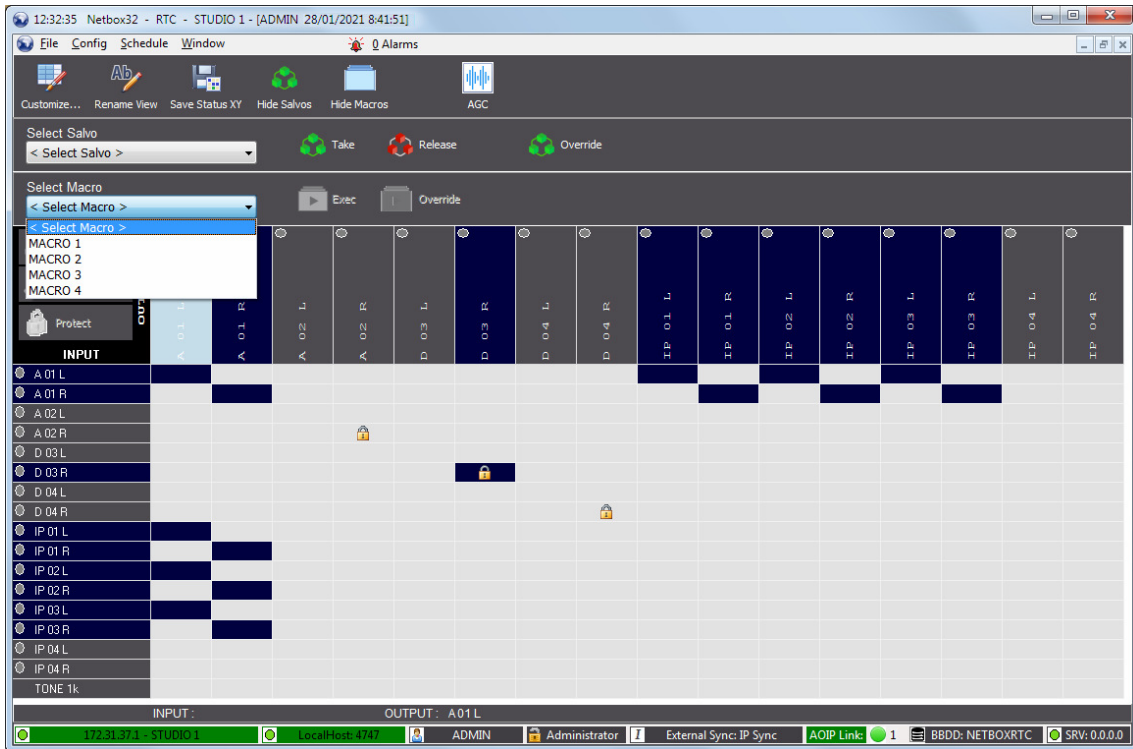 12:32:35 Netbox32 - RTC - STUDIO 1 - [ADMIN 28/01/2021 8:41:51]
File Config Schedule Window 0 Alarms
Customize... Rename View Save Status XY Hide Salvos Hide Macros AGC
Select Salvo
< Select Salvo > Take Release Override
Select Macro
< Select Macro > Exec Override
< Select Macro >
MACRO 1
MACRO 2
MACRO 3
MACRO 4
Protect
INPUT
A 01 L
A 01 R
A 02 L
A 02 R
D 03 L
D 03 R
D 04 L
D 04 R
IP 01 L
IP 01 R
IP 02 L
IP 02 R
IP 03 L
IP 03 R
IP 04 L
IP 04 R
A 01 L
A 01 R
A 02 L
A 02 R
D 03 L
D 03 R
D 04 L
D 04 R
IP 01 L
IP 01 R
IP 02 L
IP 02 R
IP 03 L
IP 03 R
IP 04 L
IP 04 R
TONE 1k
INPUT : OUTPUT : A 01 L
172.31.37.1 - STUDIO 1 LocalHost: 4747 ADMIN Administrator I External Sync: IP Sync AOIP Link: 1 BBDD: NETBOXRTC SRV: 0.0.0.0